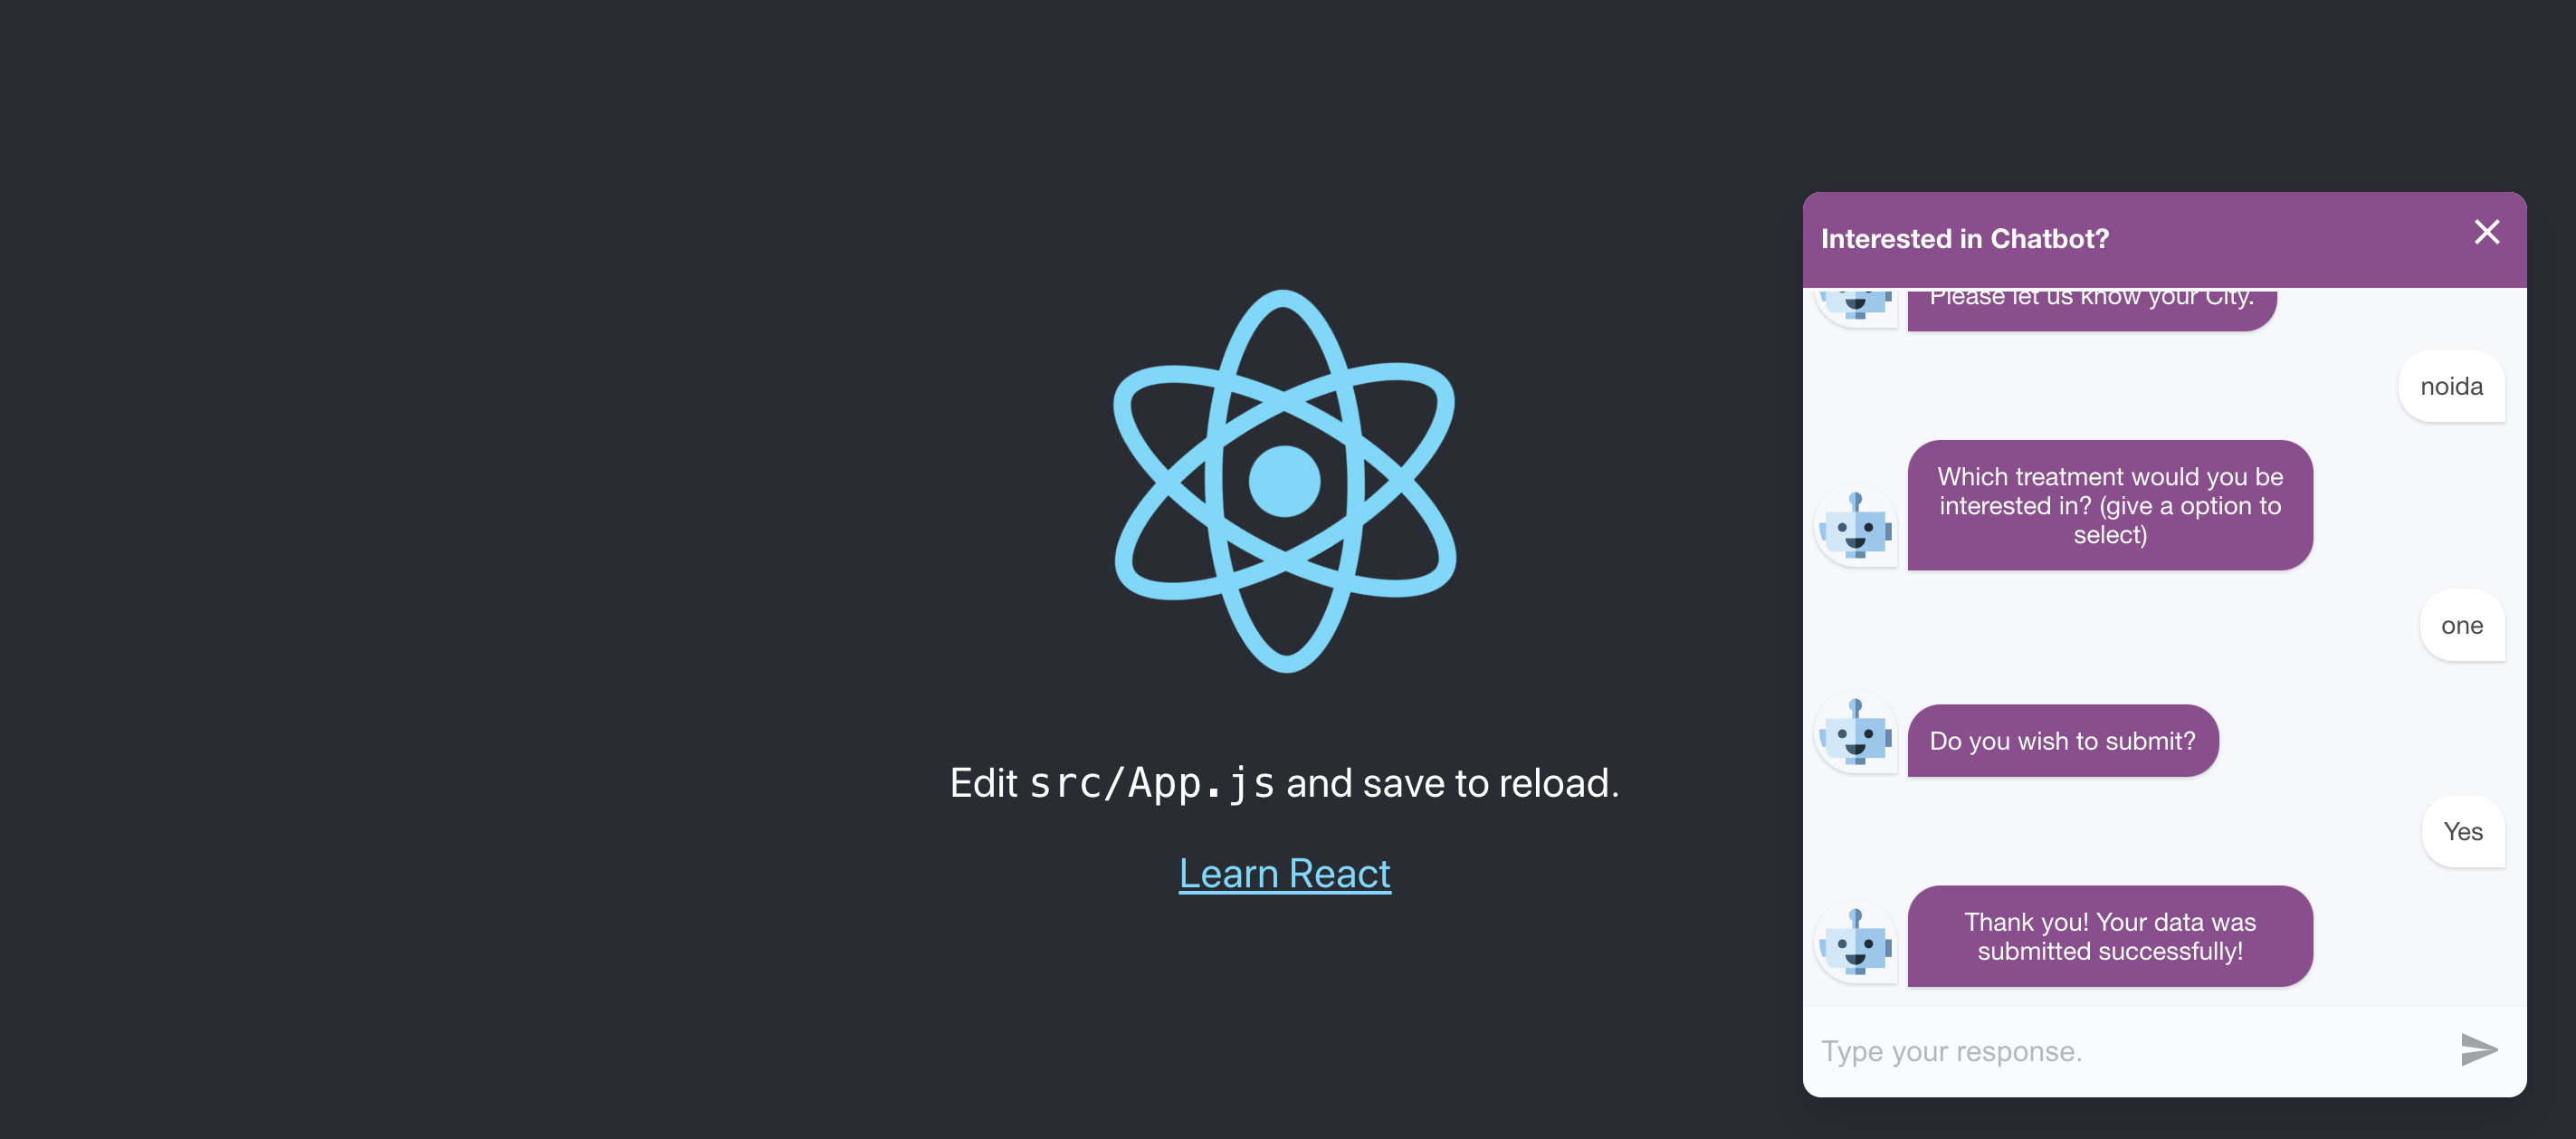 Edit src/App.js and save to reload.
Learn React
Interested in Chatbot?
Please let us know your City.
noida
Which treatment would you be
interested in? (give a option to
select)
one
Do you wish to submit?
Yes
Thank you! Your data was
submitted successfully!
Type your response.